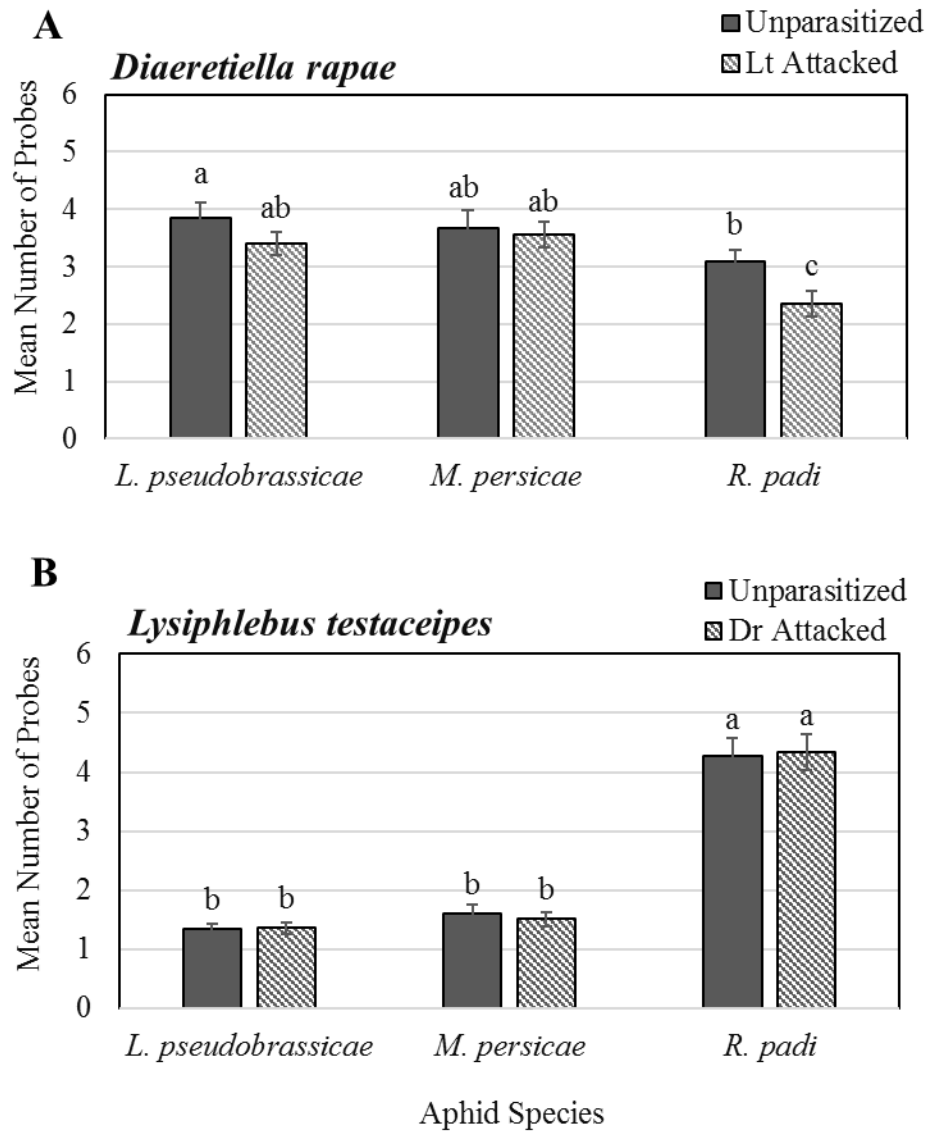 A
Unparasitized
Lt Attacked
Diaeretiella rapae
Mean Number of Probes
6
5
4
3
2
1
0
a
ab
ab
ab
b
c
L. pseudobrassicae
M. persicae
R. padi
B
Unparasitized
Dr Attacked
Lysiphlebus testaceipes
Mean Number of Probes
6
5
4
3
2
1
0
b
b
b
b
a
a
L. pseudobrassicae
M. persicae
R. padi
Aphid Species